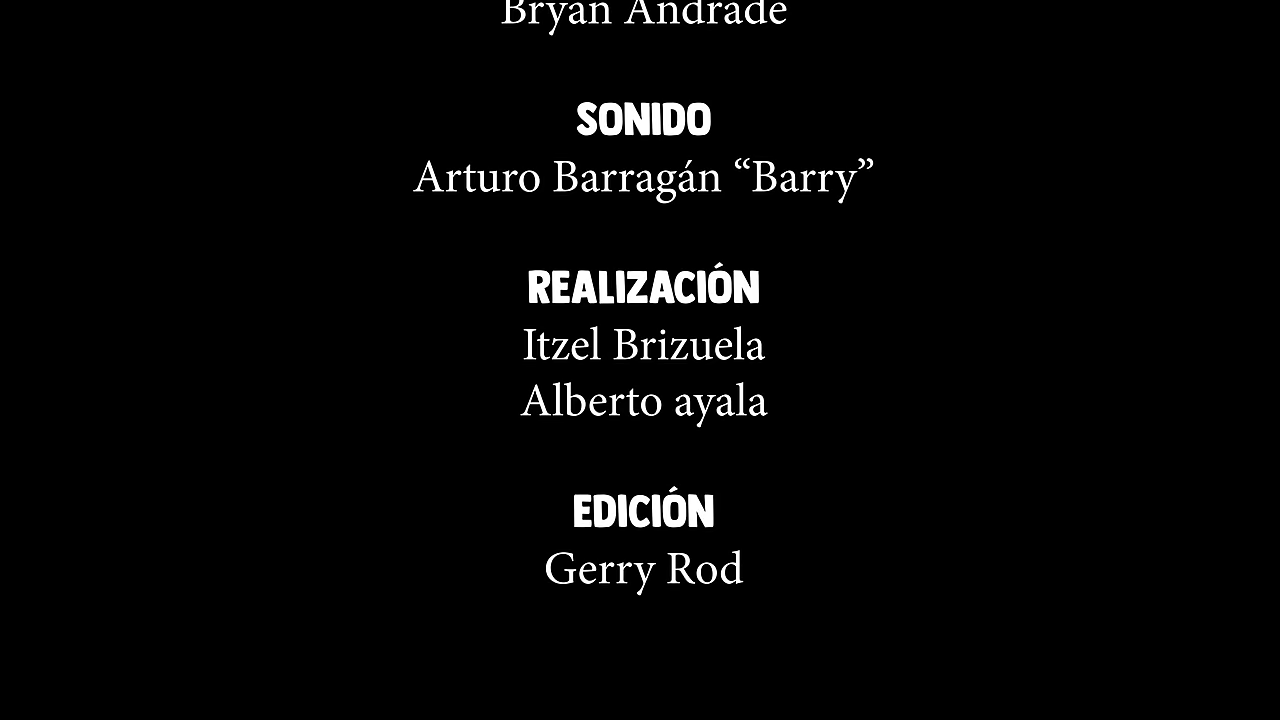 Bryan Andrade
SONIDO
Arturo Barragán “Barry”
REALIZACIÓN
Itzel Brizuela
Alberto ayala
EDICIÓN
Gerry Rod